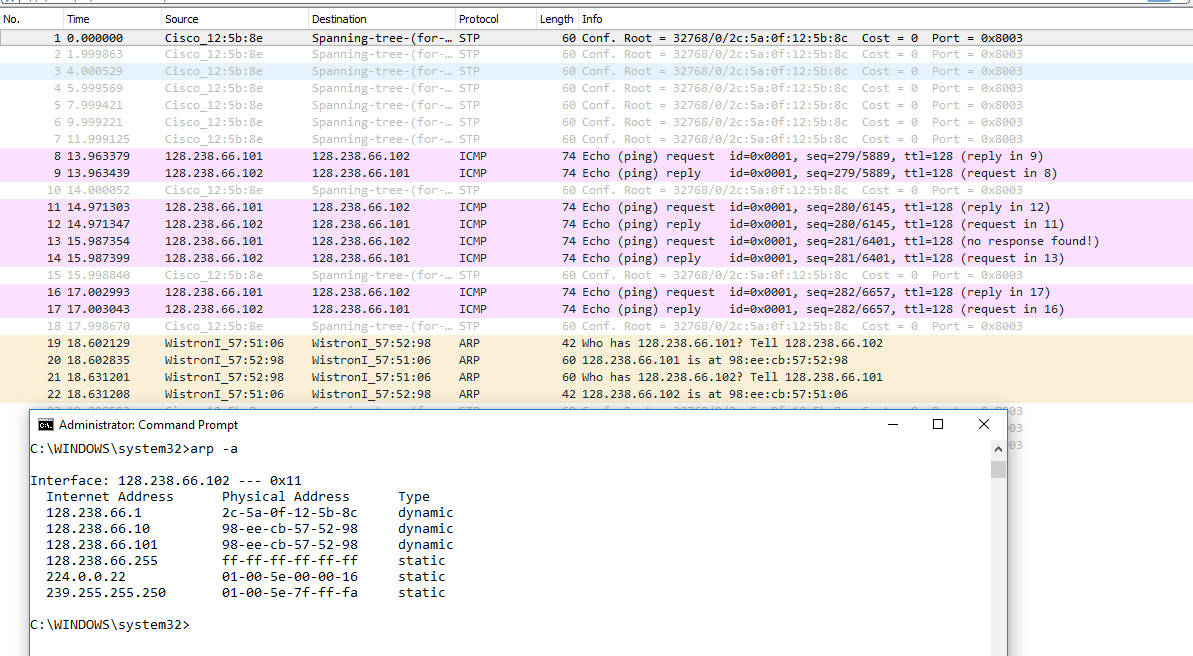 No. Time Source Destination Protocol Length Info
1 0.000000 Cisco_12:5b:8e Spanning-tree-(for-… STP 60 Conf. Root = 32768/0/2c:5a:0f:12:5b:8c Cost = 0 Port = 0x8003
2 1.999863 Cisco_12:5b:8e Spanning-tree-(for-… STP 60 Conf. Root = 32768/0/2c:5a:0f:12:5b:8c Cost = 0 Port = 0x8003
3 4.000529 Cisco_12:5b:8e Spanning-tree-(for-… STP 60 Conf. Root = 32768/0/2c:5a:0f:12:5b:8c Cost = 0 Port = 0x8003
4 5.999569 Cisco_12:5b:8e Spanning-tree-(for-… STP 60 Conf. Root = 32768/0/2c:5a:0f:12:5b:8c Cost = 0 Port = 0x8003
5 7.999421 Cisco_12:5b:8e Spanning-tree-(for-… STP 60 Conf. Root = 32768/0/2c:5a:0f:12:5b:8c Cost = 0 Port = 0x8003
6 9.999221 Cisco_12:5b:8e Spanning-tree-(for-… STP 60 Conf. Root = 32768/0/2c:5a:0f:12:5b:8c Cost = 0 Port = 0x8003
7 11.999125 Cisco_12:5b:8e Spanning-tree-(for-… STP 60 Conf. Root = 32768/0/2c:5a:0f:12:5b:8c Cost = 0 Port = 0x8003
8 13.963379 128.238.66.101 128.238.66.102 ICMP 74 Echo (ping) request id=0x0001, seq=279/5889, ttl=128 (reply in 9)
9 13.963439 128.238.66.102 128.238.66.101 ICMP 74 Echo (ping) reply id=0x0001, seq=279/5889, ttl=128 (request in 8)
10 14.000052 Cisco_12:5b:8e Spanning-tree-(for-… STP 60 Conf. Root = 32768/0/2c:5a:0f:12:5b:8c Cost = 0 Port = 0x8003
11 14.971303 128.238.66.101 128.238.66.102 ICMP 74 Echo (ping) request id=0x0001, seq=280/6145, ttl=128 (reply in 12)
12 14.971347 128.238.66.102 128.238.66.101 ICMP 74 Echo (ping) reply id=0x0001, seq=280/6145, ttl=128 (request in 11)
13 15.987354 128.238.66.101 128.238.66.102 ICMP 74 Echo (ping) request id=0x0001, seq=281/6401, ttl=128 (no response found!)
14 15.987399 128.238.66.102 128.238.66.101 ICMP 74 Echo (ping) reply id=0x0001, seq=281/6401, ttl=128 (request in 13)
15 15.998840 Cisco_12:5b:8e Spanning-tree-(for-… STP 60 Conf. Root = 32768/0/2c:5a:0f:12:5b:8c Cost = 0 Port = 0x8003
16 17.002993 128.238.66.101 128.238.66.102 ICMP 74 Echo (ping) request id=0x0001, seq=282/6657, ttl=128 (reply in 17)
17 17.003043 128.238.66.102 128.238.66.101 ICMP 74 Echo (ping) reply id=0x0001, seq=282/6657, ttl=128 (request in 16)
18 17.998670 Cisco_12:5b:8e Spanning-tree-(for-… STP 60 Conf. Root = 32768/0/2c:5a:0f:12:5b:8c Cost = 0 Port = 0x8003
19 18.602129 WistronI_57:51:06 WistronI_57:52:98 ARP 42 Who has 128.238.66.101? Tell 128.238.66.102
20 18.602835 WistronI_57:52:98 WistronI_57:51:06 ARP 60 128.238.66.101 is at 98:ee:cb:57:52:98
21 18.631201 WistronI_57:52:98 WistronI_57:51:06 ARP 60 Who has 128.238.66.102? Tell 128.238.66.101
22 18.631208 WistronI_57:51:06 WistronI_57:52:98 ARP 42 128.238.66.102 is at 98:ee:cb:57:51:06
03
03
03
Administrator: Command Prompt
C:\WINDOWS\system32>arp -a
Interface: 128.238.66.102 --- 0x11
Internet Address Physical Address Type
128.238.66.1 2c-5a-0f-12-5b-8c dynamic
128.238.66.10 98-ee-cb-57-52-98 dynamic
128.238.66.101 98-ee-cb-57-52-98 dynamic
128.238.66.255 ff-ff-ff-ff-ff-ff static
224.0.0.22 01-00-5e-00-00-16 static
239.255.255.250 01-00-5e-7f-ff-fa static
C:\WINDOWS\system32>